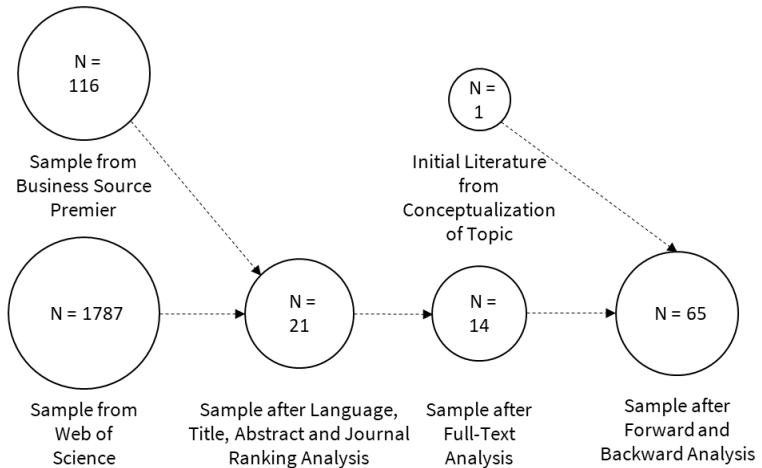 N =
116
Sample from
Business Source
Premier
N =
1
Initial Literature
from
Conceptualization
of Topic
N = 1787
Sample from
Web of
Science
N =
21
Sample after Language,
Title, Abstract and Journal
Ranking Analysis
N =
14
Sample after
Full-Text
Analysis
N = 65
Sample after
Forward and
Backward Analysis